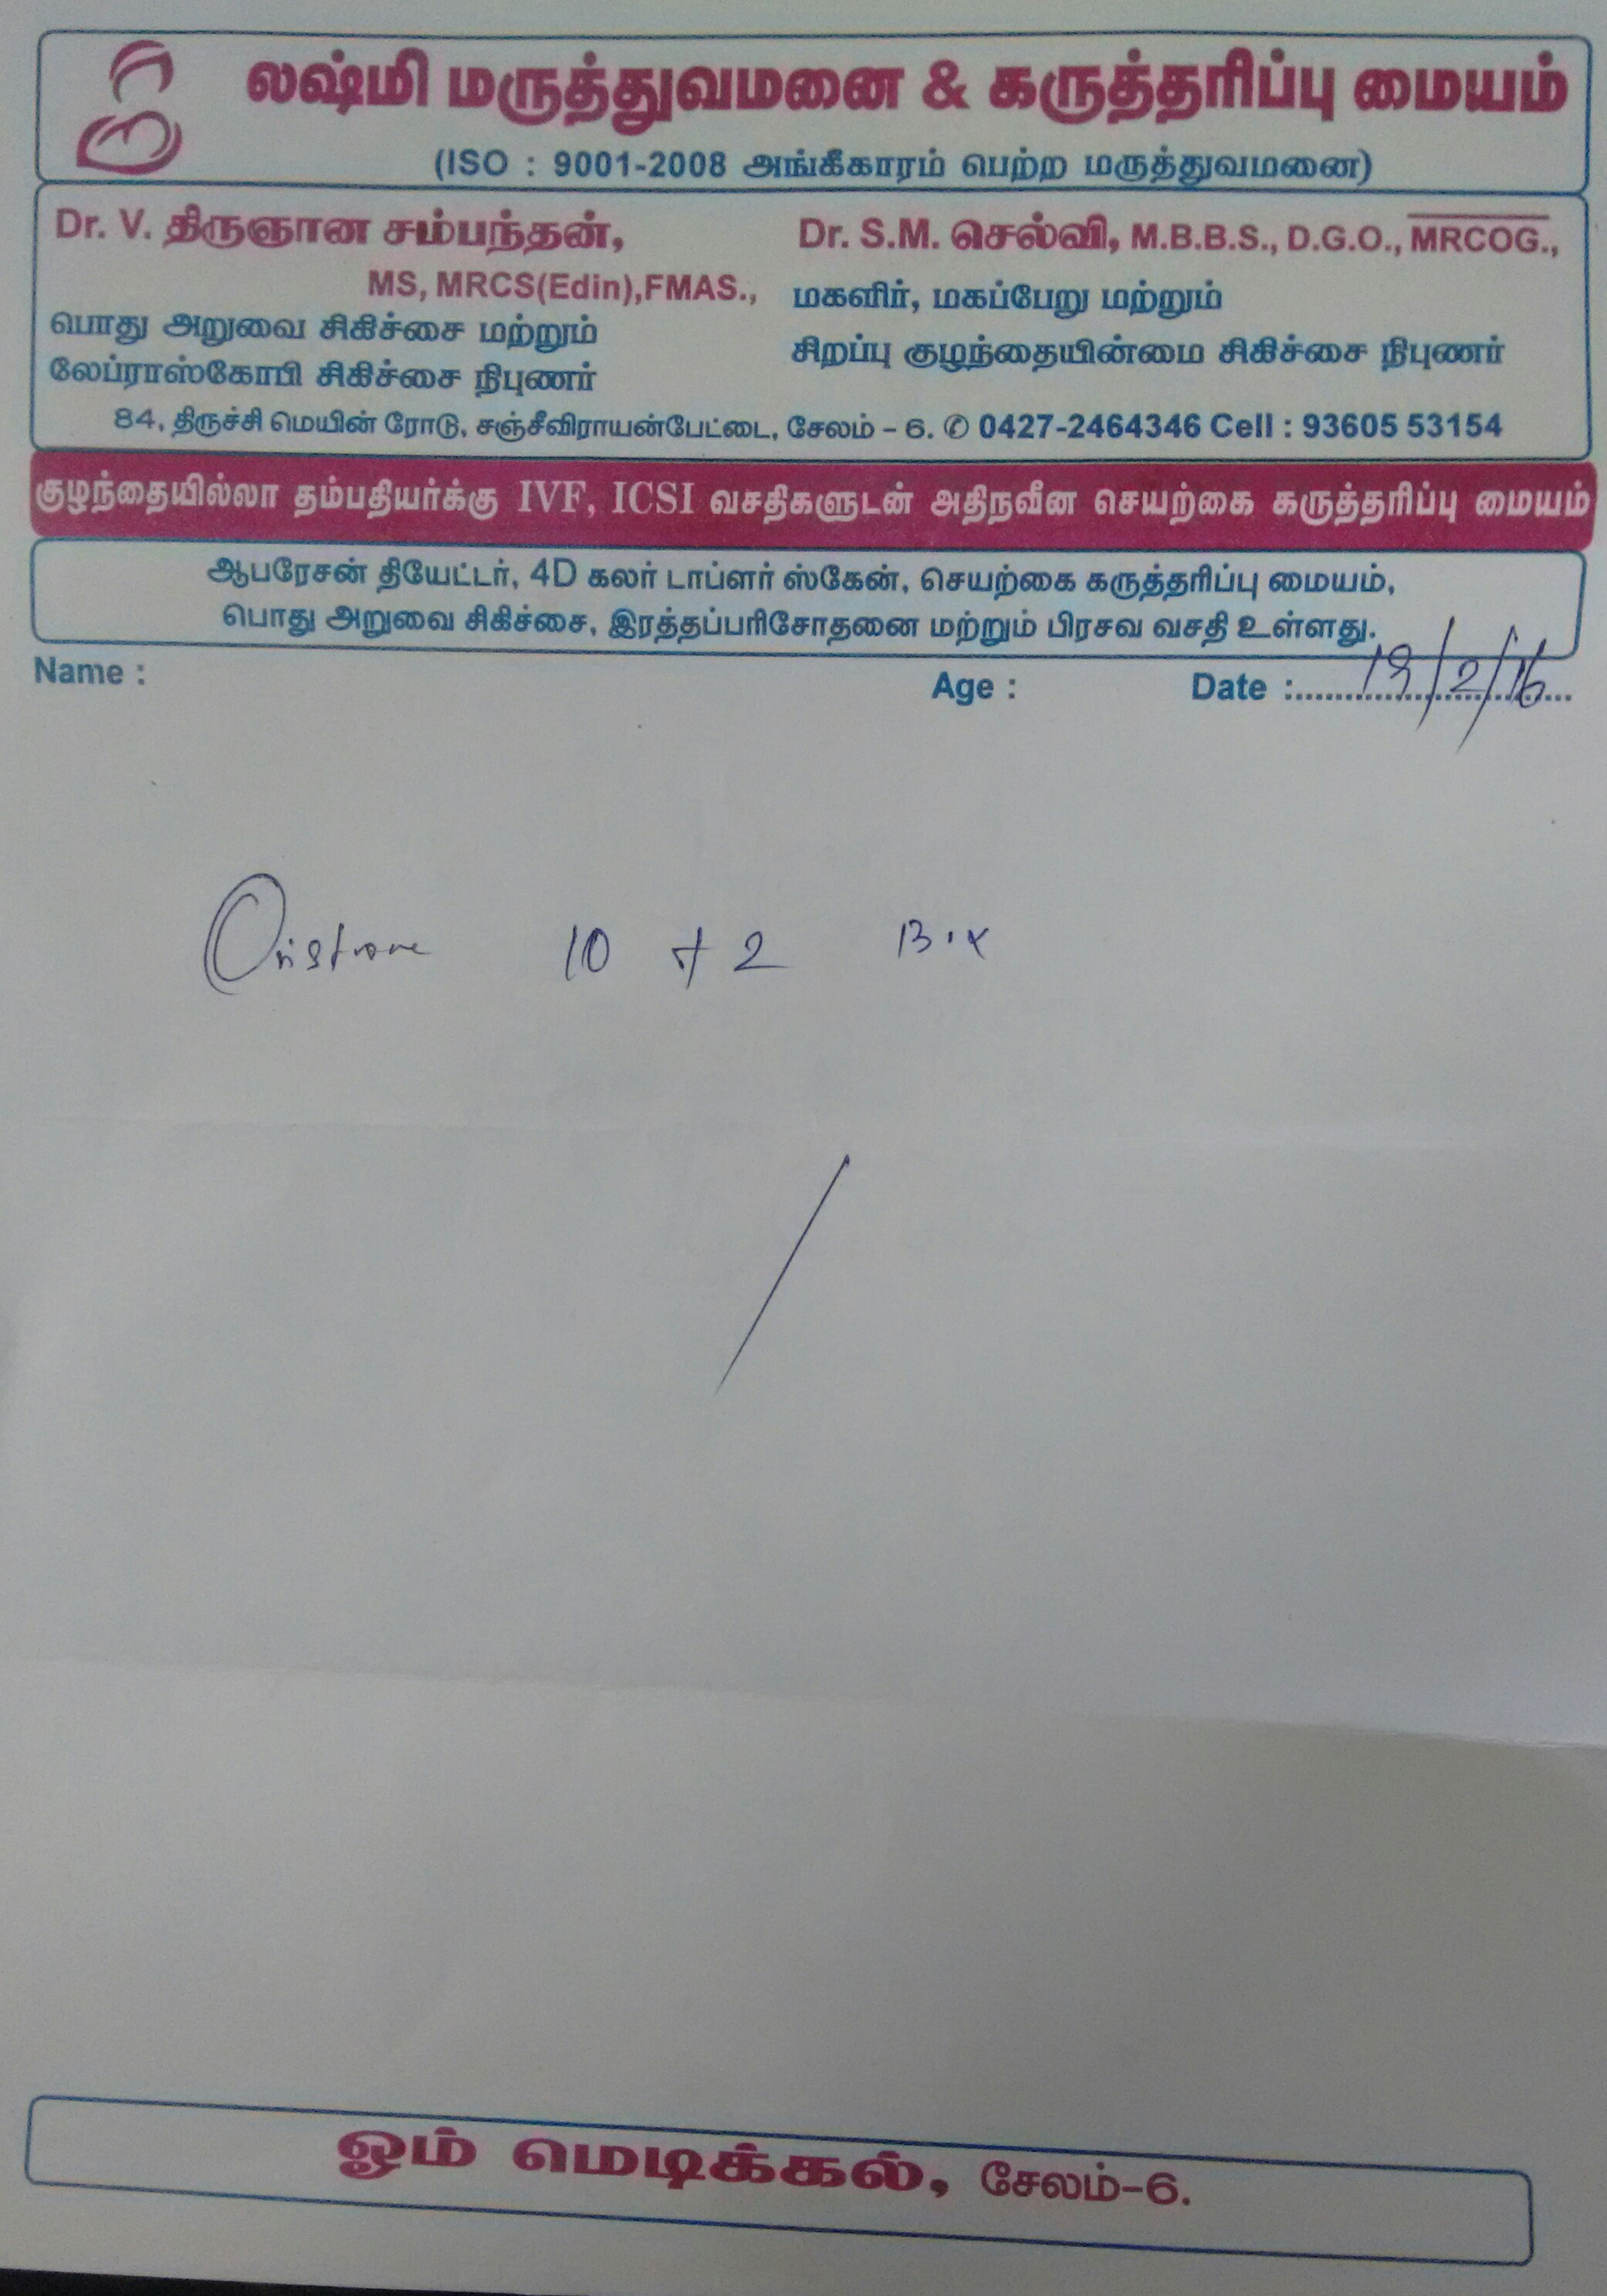 லஷ்மி மருத்துவமனை & கருத்தரிப்பு மையம்
(ISO : 9001-2008 அங்கீகாரம் பெற்ற மருத்துவமனை)
Dr. V. திருஞான சம்பந்தன்,
MS, MRCS(Edin),FMAS.,
பொது அறுவை சிகிச்சை மற்றும்
லேப்ராஸ்கோபி சிகிச்சை நிபுணர்
Dr. S.M. செல்வி, M.B.B.S., D.G.O., MRCOG.,
மகளிர், மகப்பேறு மற்றும்
சிறப்பு குழந்தையின்மை சிகிச்சை நிபுணர்
84, திருச்சி மெயின் ரோடு, சஞ்சீவிராயன்பேட்டை, சேலம் - 6. ✆ 0427-2464346 Cell : 93605 53154
குழந்தையில்லா தம்பதியர்க்கு IVF, ICSI வசதிகளுடன் அதிநவீன செயற்கை கருத்தரிப்பு மையம்
ஆபரேசன் தியேட்டர், 4D கலர் டாப்ளர் ஸ்கேன், செயற்கை கருத்தரிப்பு மையம்,
பொது அறுவை சிகிச்சை, இரத்தப்பரிசோதனை மற்றும் பிரசவ வசதி உள்ளது.
Name : Age : Date : 19/2/16
10 + 2
ஓம் மெடிக்கல், சேலம்-6.